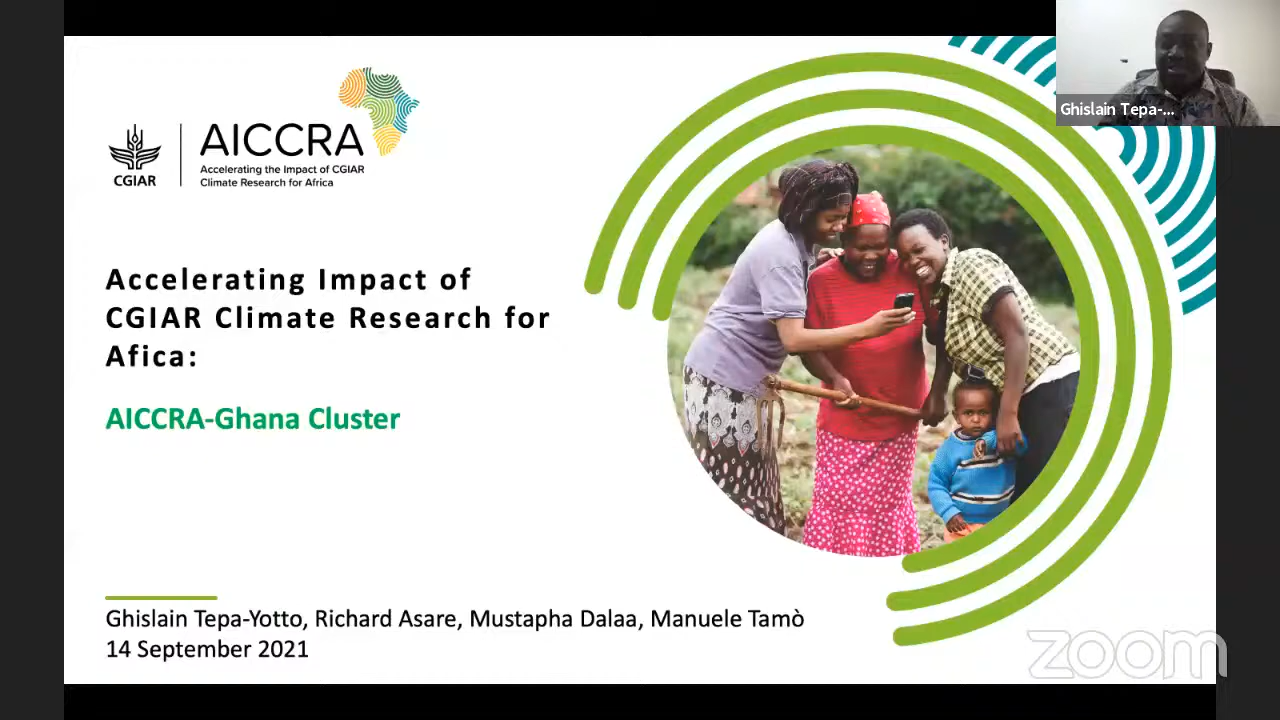 Ghislain Tepa-...
CGIAR
AICCRA
Accelerating the Impact of CGIAR
Climate Research for Africa
Accelerating Impact of
CGIAR Climate Research for
Afica:
AICCRA-Ghana Cluster
Ghislain Tepa-Yotto, Richard Asare, Mustapha Dalaa, Manuele Tamò
14 September 2021
zoom